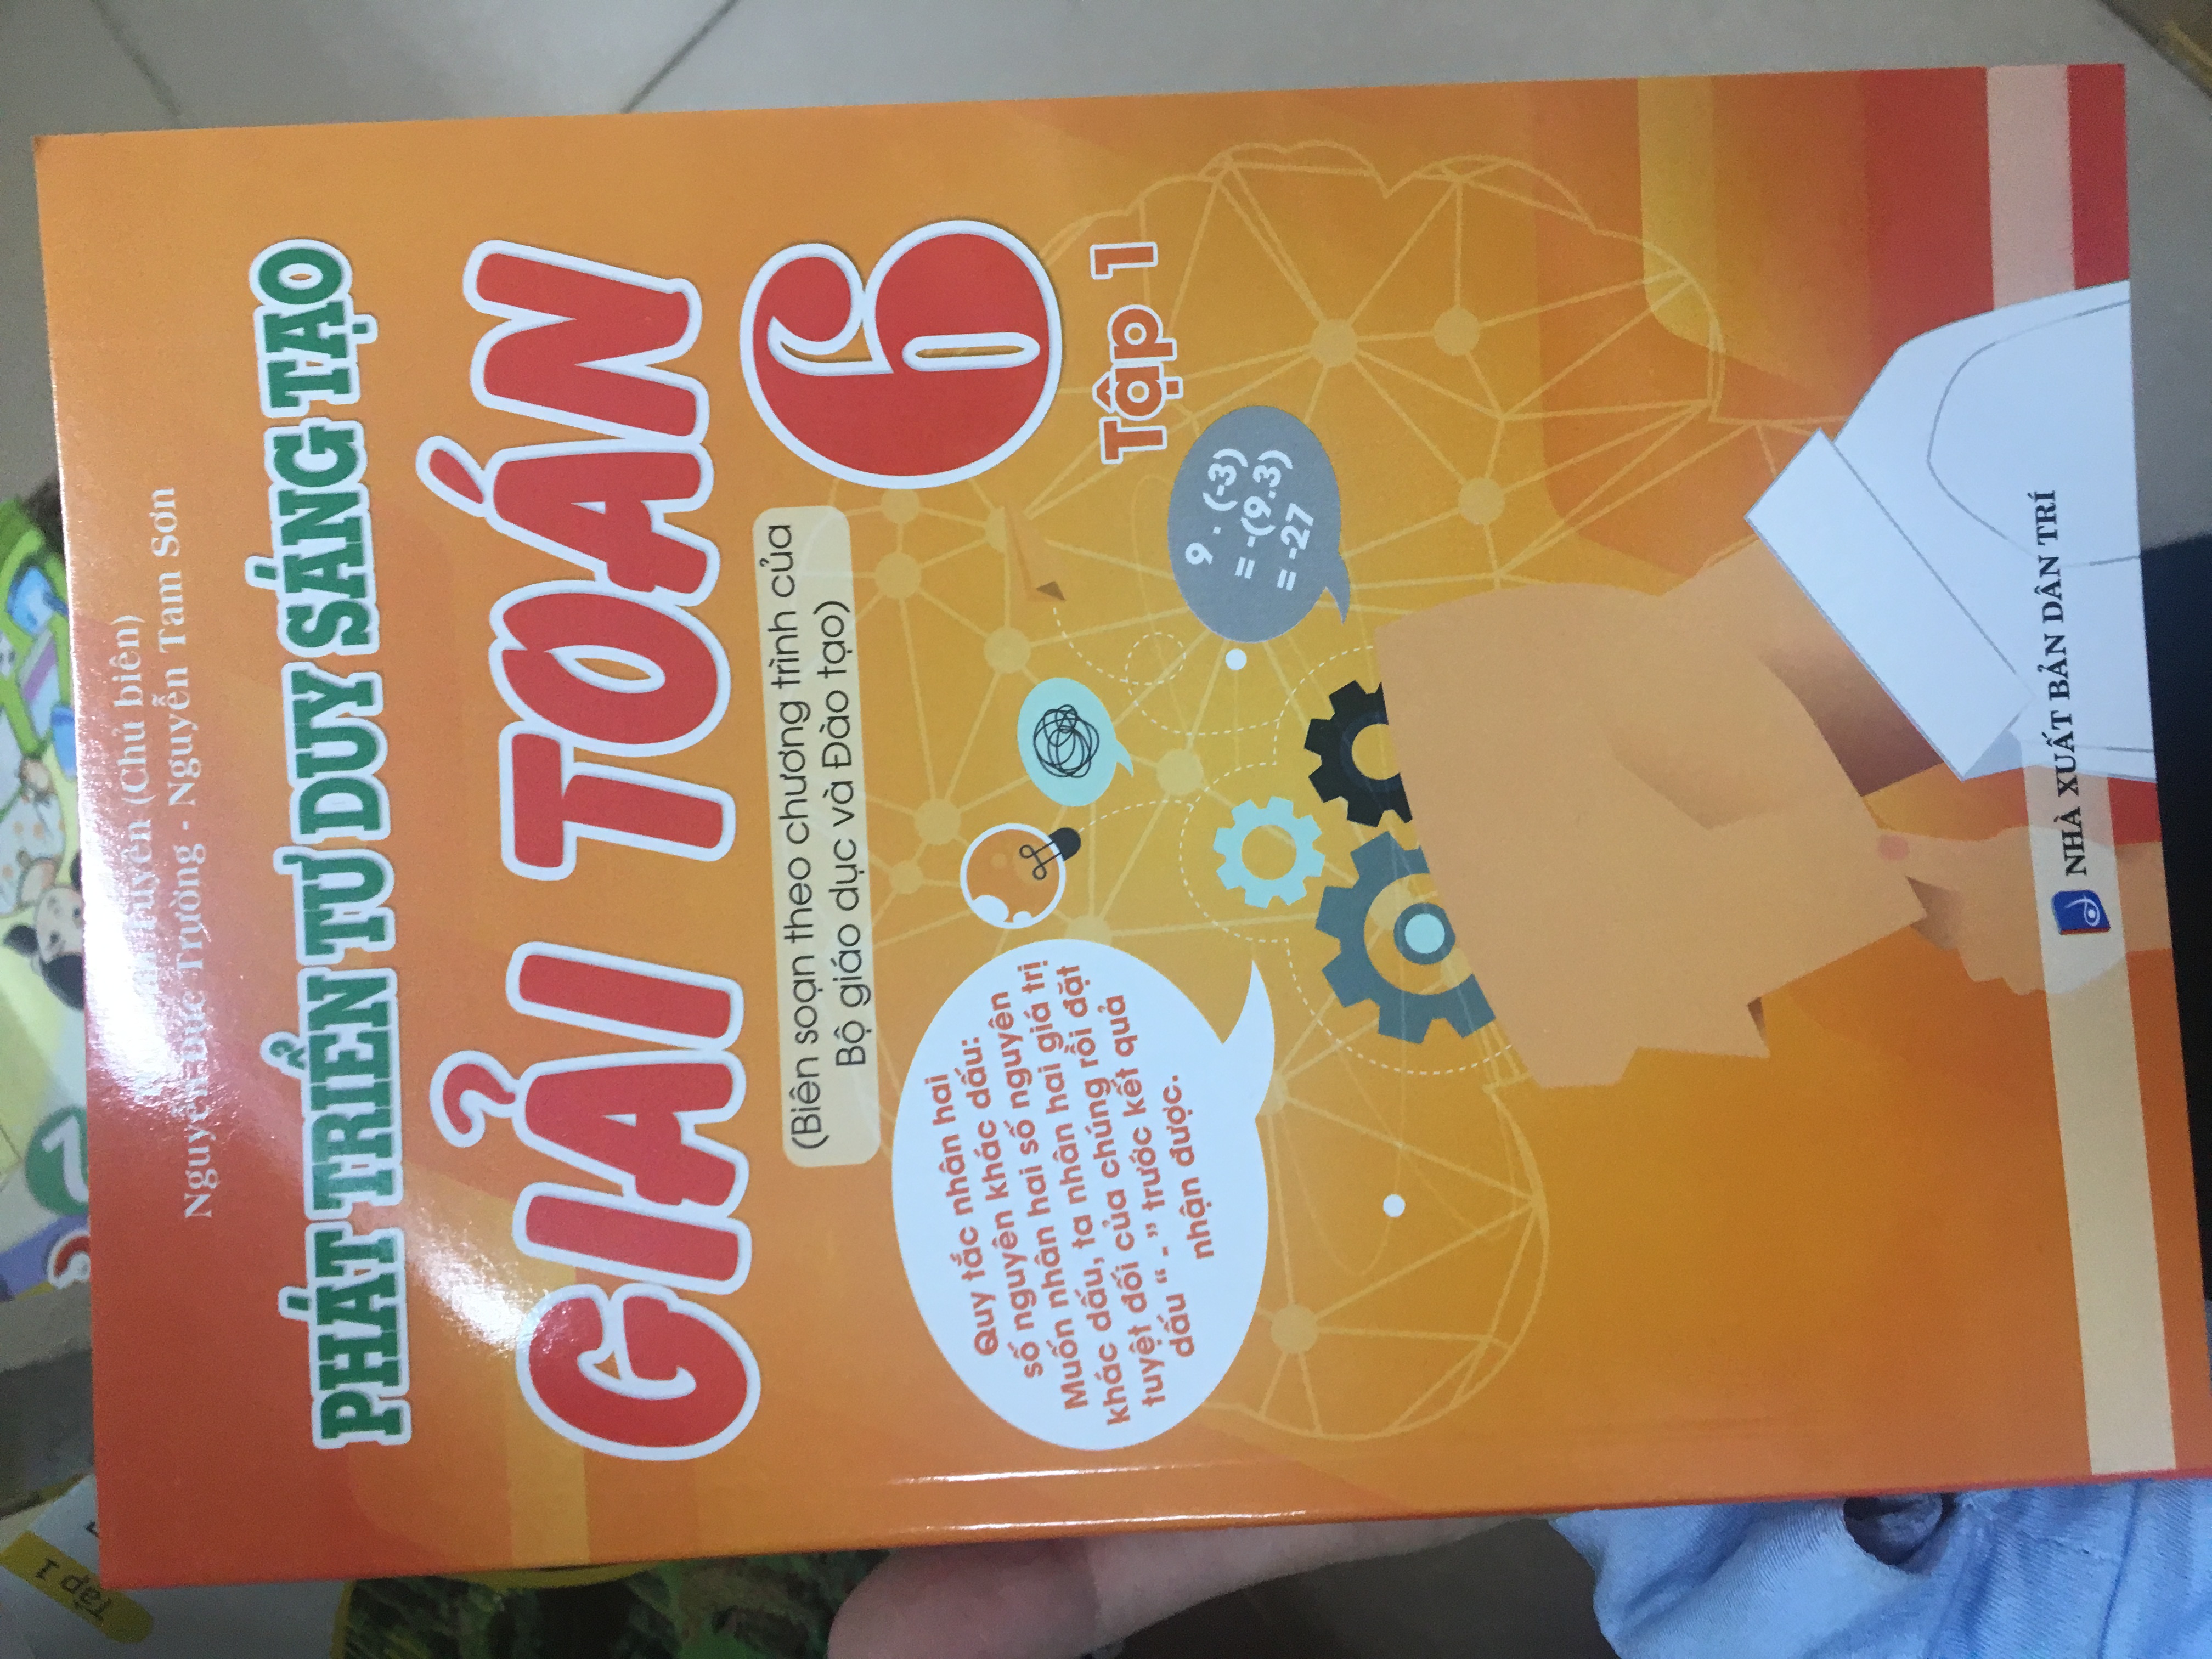 Tập 1
Tuyên (Chủ biên)
Nguyễn Đức Trường - Nguyễn Tam Sơn
PHÁT TRIỂN TƯ DUY SÁNG TẠO
GIẢI TOÁN
6
(Biên soạn theo chương trình của
Bộ giáo dục và Đào tạo)
Tập 1
Quy tắc nhân hai
số nguyên khác dấu:
Muốn nhân hai số nguyên
khác dấu, ta nhân hai giá trị
tuyệt đối của chúng rồi đặt
dấu “ - ” trước kết quả
nhận được.
9 . (-3)
= -(9.3)
= -27
NHÀ XUẤT BẢN DÂN TRÍ